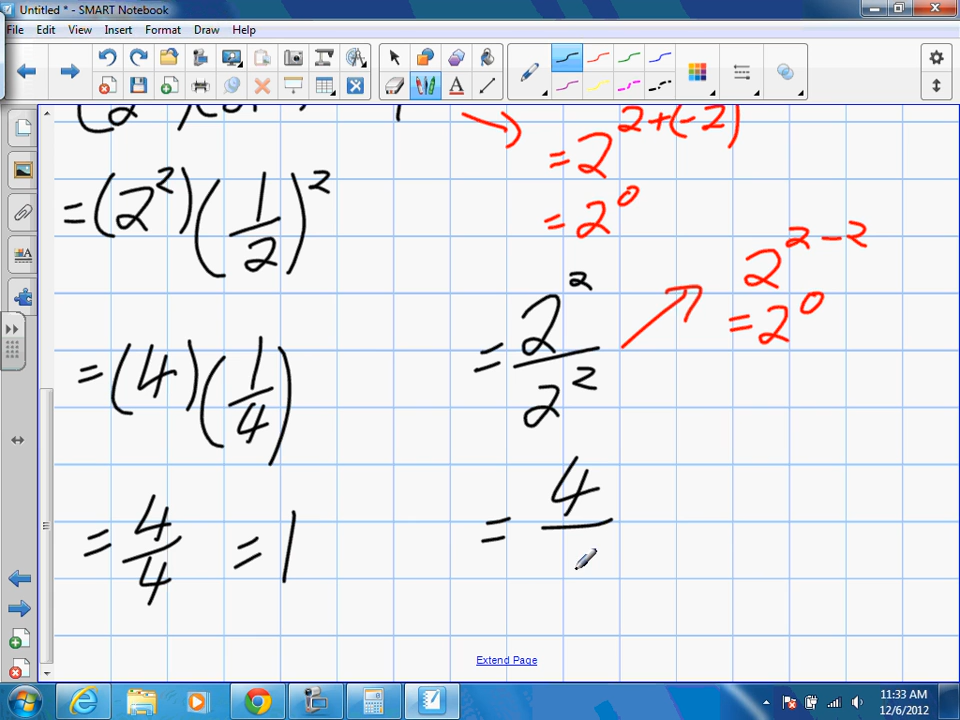 Untitled * - SMART Notebook
File Edit View Insert Format Draw Help
2+(-2)
= 2
= 2^0
= (2^2)(1/2)^2
2^2-2
= 2^0
= 2^2/2^2
= (4)(1/4)
= 4/4 = 1
= 4/
Extend Page
11:33 AM
12/6/2012